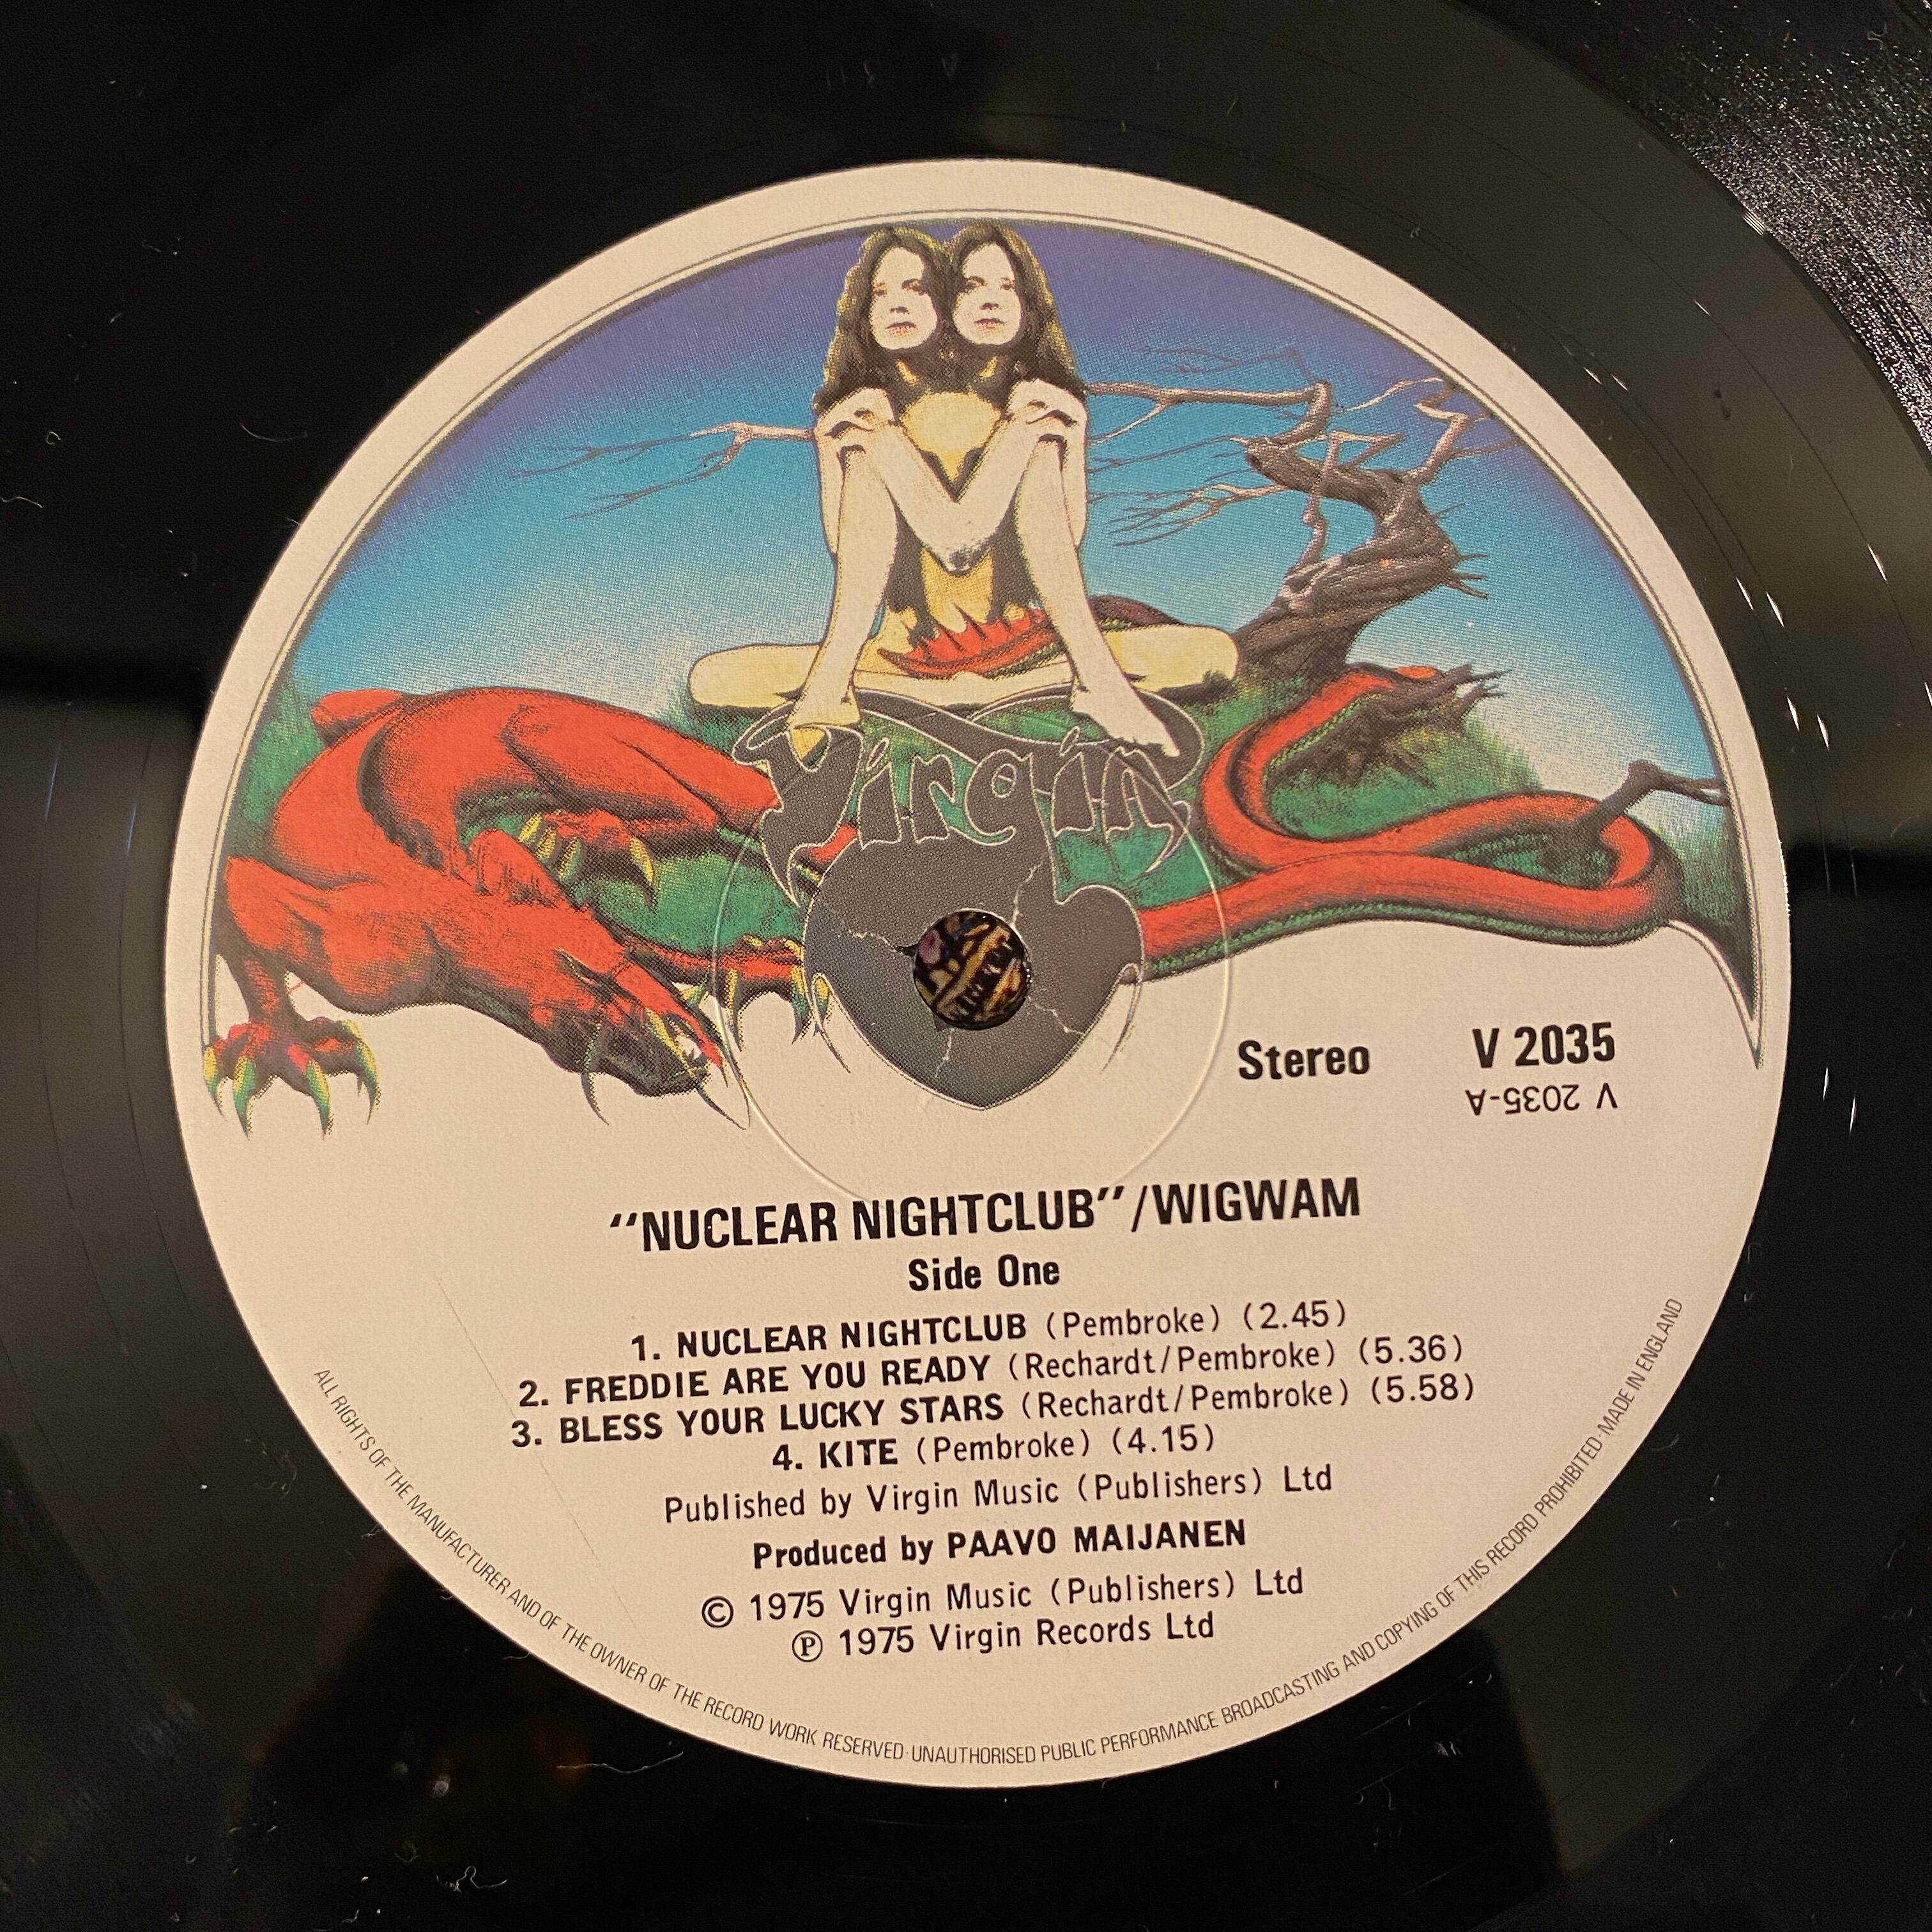 Virgin
Stereo V 2035
V 2035-A
"NUCLEAR NIGHTCLUB"/WIGWAM
Side One
1. NUCLEAR NIGHTCLUB (Pembroke) (2.45)
2. FREDDIE ARE YOU READY (Rechardt/Pembroke) (5.36)
3. BLESS YOUR LUCKY STARS (Rechardt/Pembroke) (5.58)
4. KITE (Pembroke) (4.15)
Published by Virgin Music (Publishers) Ltd
Produced by PAAVO MAIJANEN
© 1975 Virgin Music (Publishers) Ltd
℗ 1975 Virgin Records Ltd
ALL RIGHTS OF THE MANUFACTURER AND OF THE OWNER OF THE RECORD WORK RESERVED·UNAUTHORISED PUBLIC PERFORMANCE BROADCASTING AND COPYING OF THIS RECORD PROHIBITED·MADE IN ENGLAND